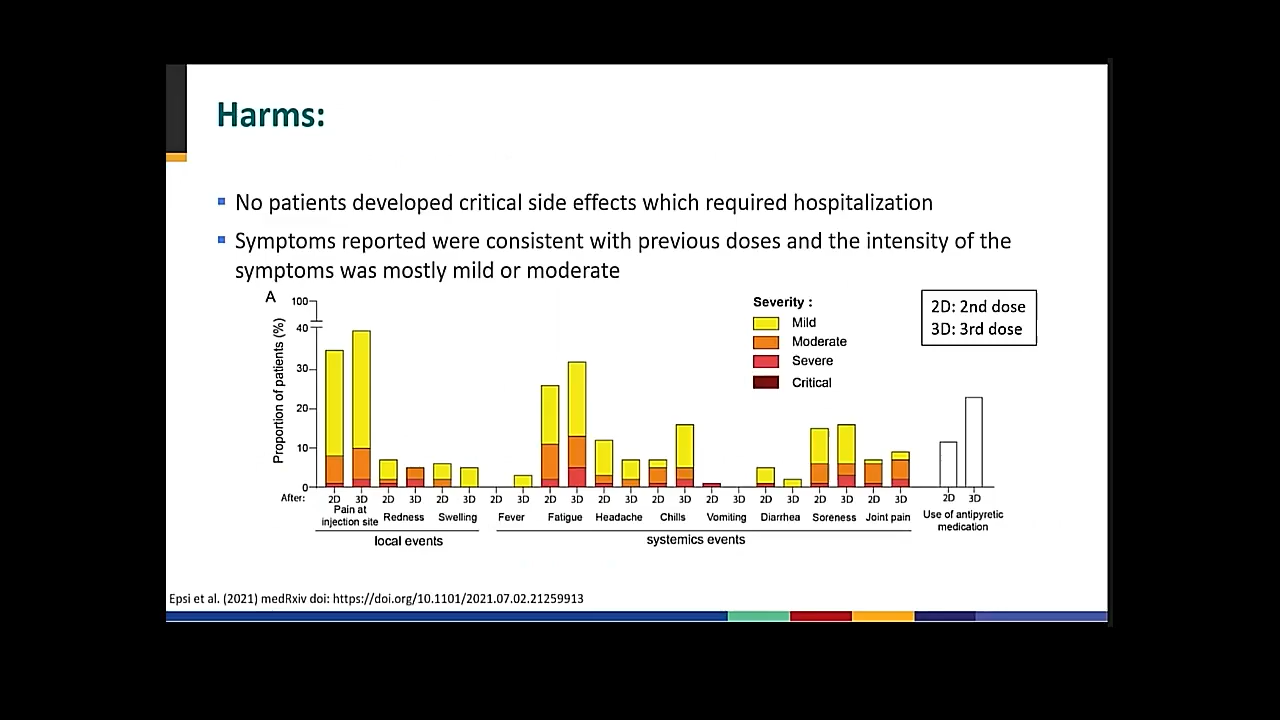 Harms:
No patients developed critical side effects which required hospitalization
Symptoms reported were consistent with previous doses and the intensity of the
symptoms was mostly mild or moderate
A
100
40
30
20
10
0
Proportion of patients (%)
Severity :
Mild
Moderate
Severe
Critical
2D: 2nd dose
3D: 3rd dose
After: 2D 3D 2D 3D 2D 3D 2D 3D 2D 3D 2D 3D 2D 3D 2D 3D 2D 3D 2D 3D 2D 3D 2D 3D
Pain at
injection site
Redness
Swelling
Fever
Fatigue
Headache
Chills
Vomiting
Diarrhea
Soreness
Joint pain
Use of antipyretic
medication
local events
systemics events
Epsi et al. (2021) medRxiv doi: https://doi.org/10.1101/2021.07.02.21259913